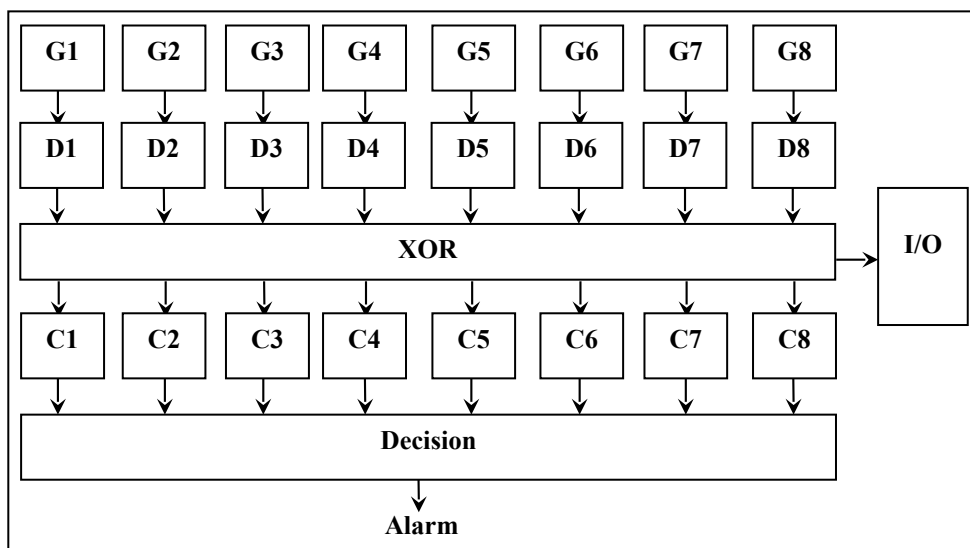 G1 G2 G3 G4 G5 G6 G7 G8
D1 D2 D3 D4 D5 D6 D7 D8
XOR
I/O
C1 C2 C3 C4 C5 C6 C7 C8
Decision
Alarm